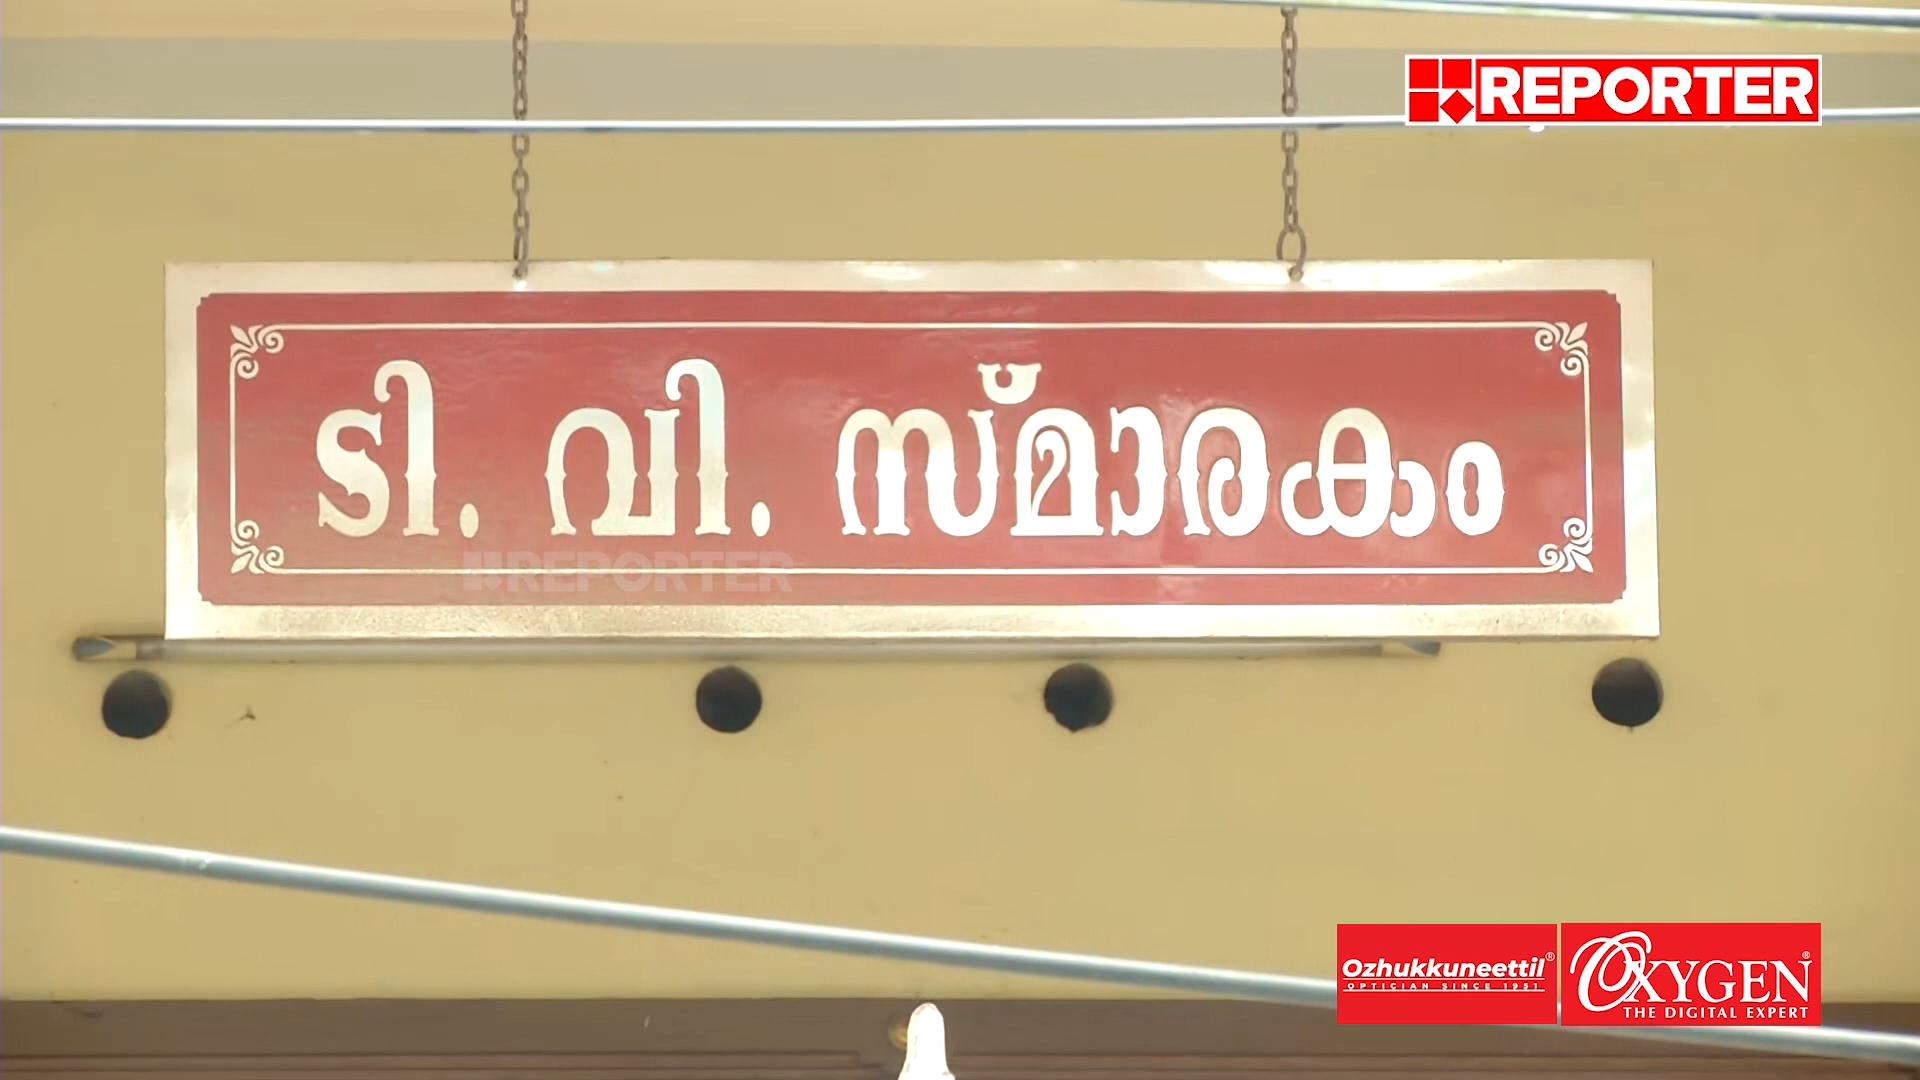 REPORTER
ടി. വി. സ്മാരകം
REPORTER
Ozhukkuneettil®
OPTICIAN SINCE 1951
OXYGEN®
THE DIGITAL EXPERT